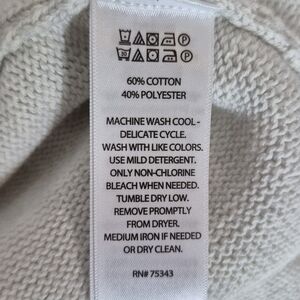 60% COTTON
40% POLYESTER
MACHINE WASH COOL -
DELICATE CYCLE.
WASH WITH LIKE COLORS.
USE MILD DETERGENT.
ONLY NON-CHLORINE
BLEACH WHEN NEEDED.
TUMBLE DRY LOW.
REMOVE PROMPTLY
FROM DRYER.
MEDIUM IRON IF NEEDED
OR DRY CLEAN.
RN# 75343